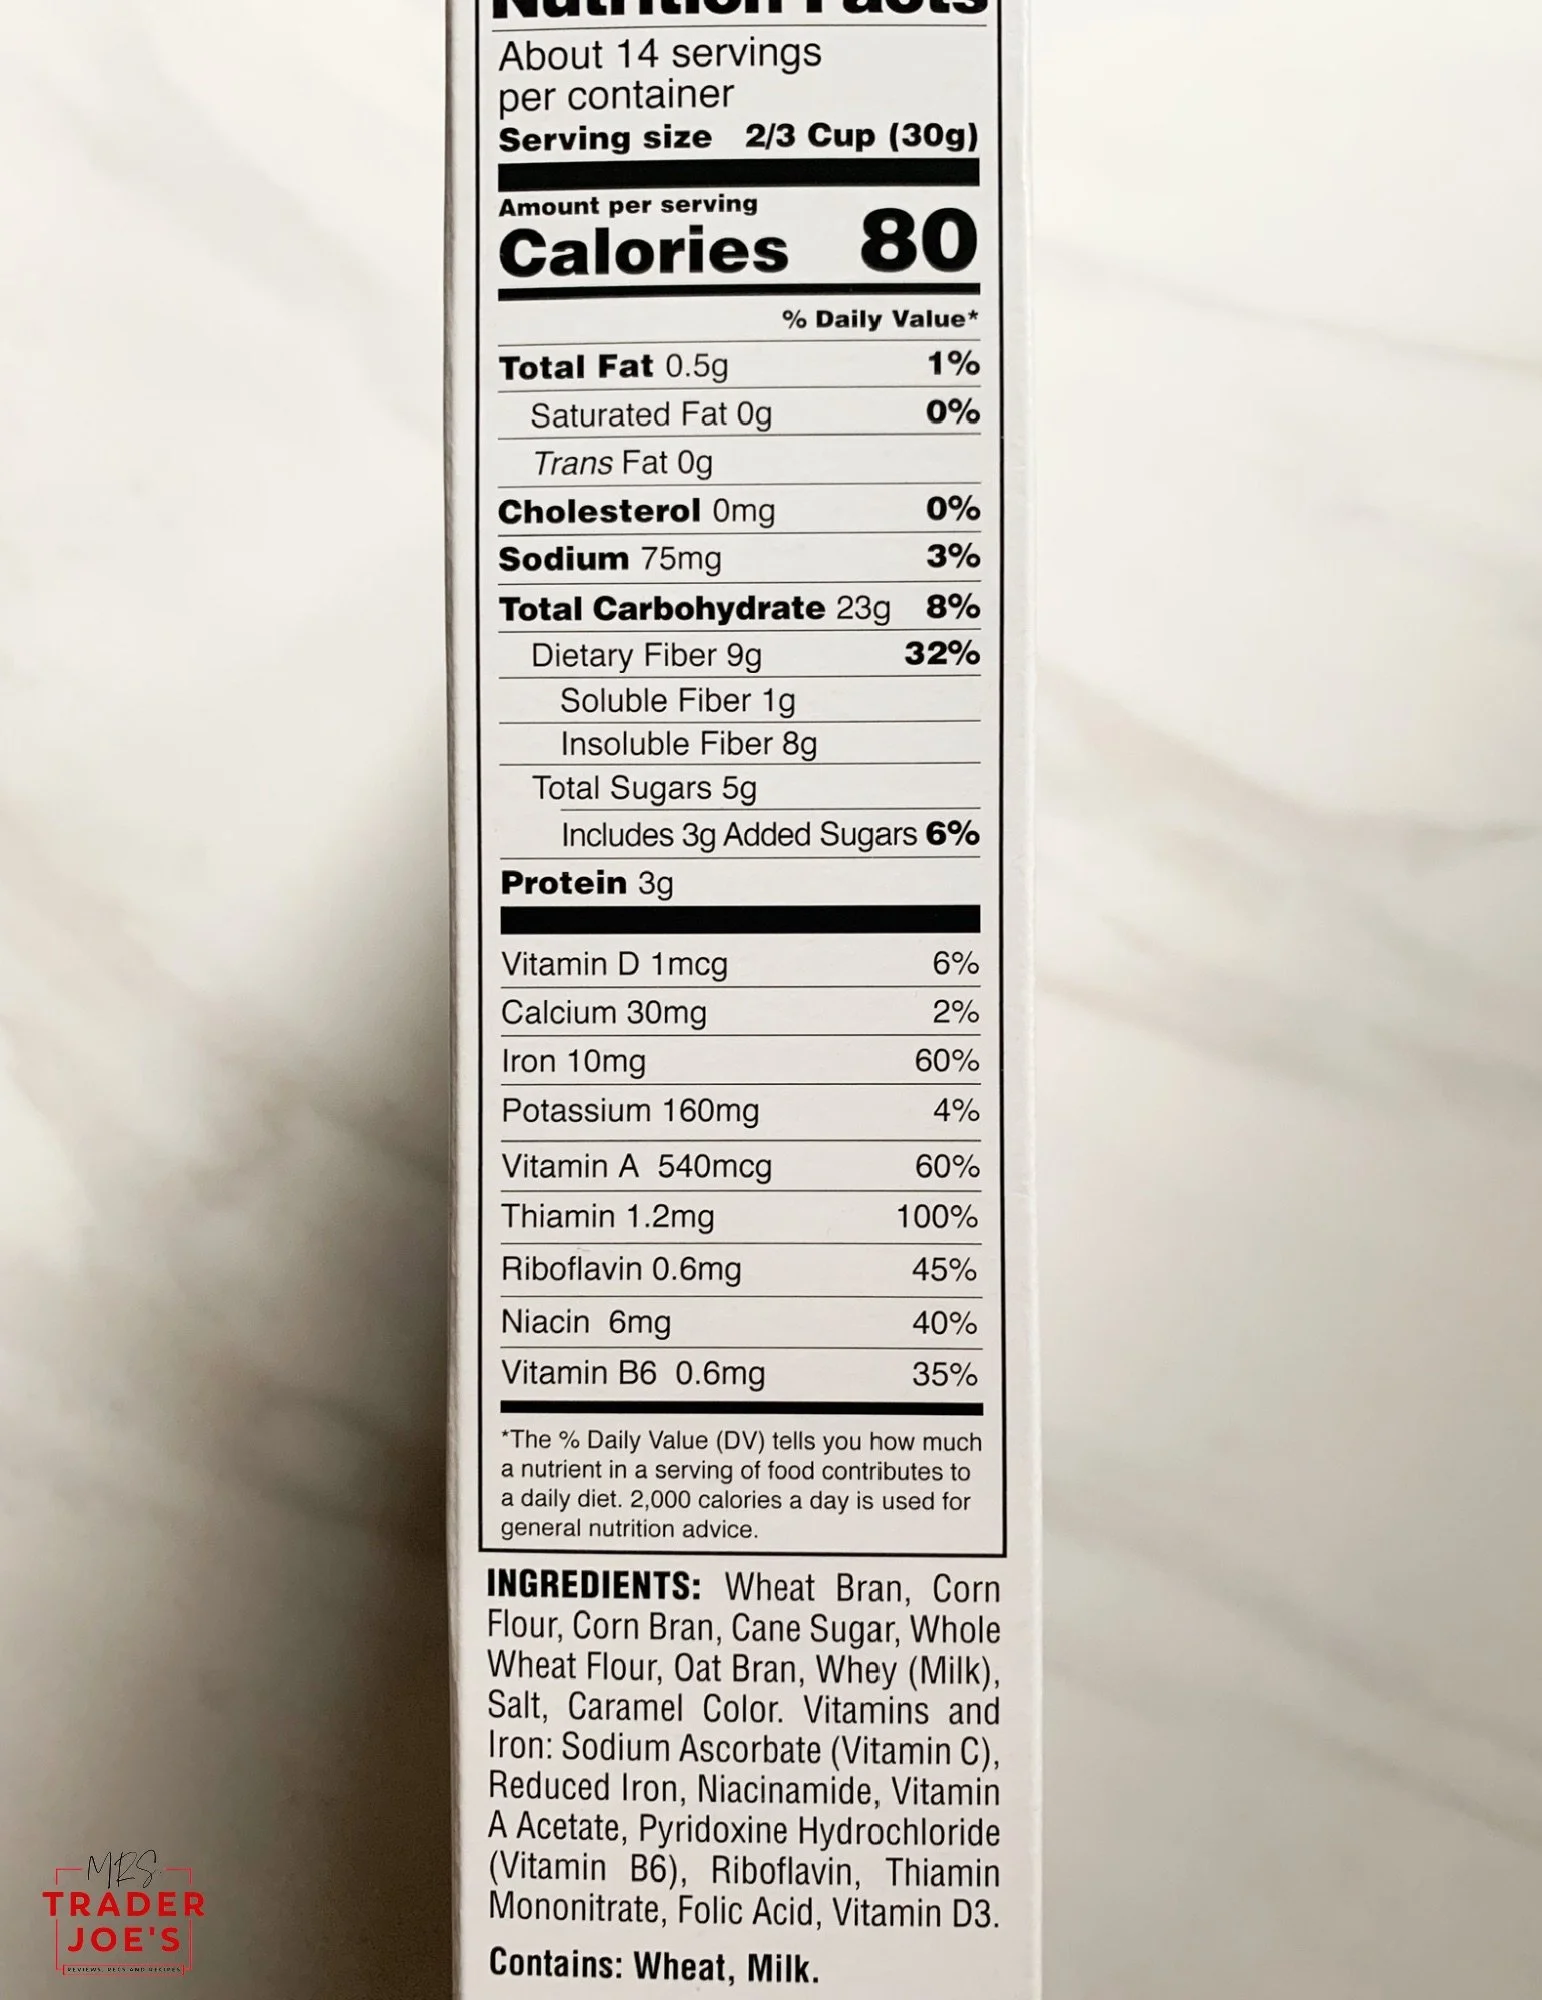 Nutrition Facts
About 14 servings
per container
Serving size 2/3 Cup (30g)
Amount per serving
Calories 80
% Daily Value*
Total Fat 0.5g 1%
Saturated Fat 0g 0%
Trans Fat 0g
Cholesterol 0mg 0%
Sodium 75mg 3%
Total Carbohydrate 23g 8%
Dietary Fiber 9g 32%
Soluble Fiber 1g
Insoluble Fiber 8g
Total Sugars 5g
Includes 3g Added Sugars 6%
Protein 3g
Vitamin D 1mcg 6%
Calcium 30mg 2%
Iron 10mg 60%
Potassium 160mg 4%
Vitamin A 540mcg 60%
Thiamin 1.2mg 100%
Riboflavin 0.6mg 45%
Niacin 6mg 40%
Vitamin B6 0.6mg 35%
*The % Daily Value (DV) tells you how much
a nutrient in a serving of food contributes to
a daily diet. 2,000 calories a day is used for
general nutrition advice.
INGREDIENTS: Wheat Bran, Corn
Flour, Corn Bran, Cane Sugar, Whole
Wheat Flour, Oat Bran, Whey (Milk),
Salt, Caramel Color. Vitamins and
Iron: Sodium Ascorbate (Vitamin C),
Reduced Iron, Niacinamide, Vitamin
A Acetate, Pyridoxine Hydrochloride
(Vitamin B6), Riboflavin, Thiamin
Mononitrate, Folic Acid, Vitamin D3.
Contains: Wheat, Milk.
MRS.
TRADER
JOE'S
REVIEWS, PETS AND RECIPES